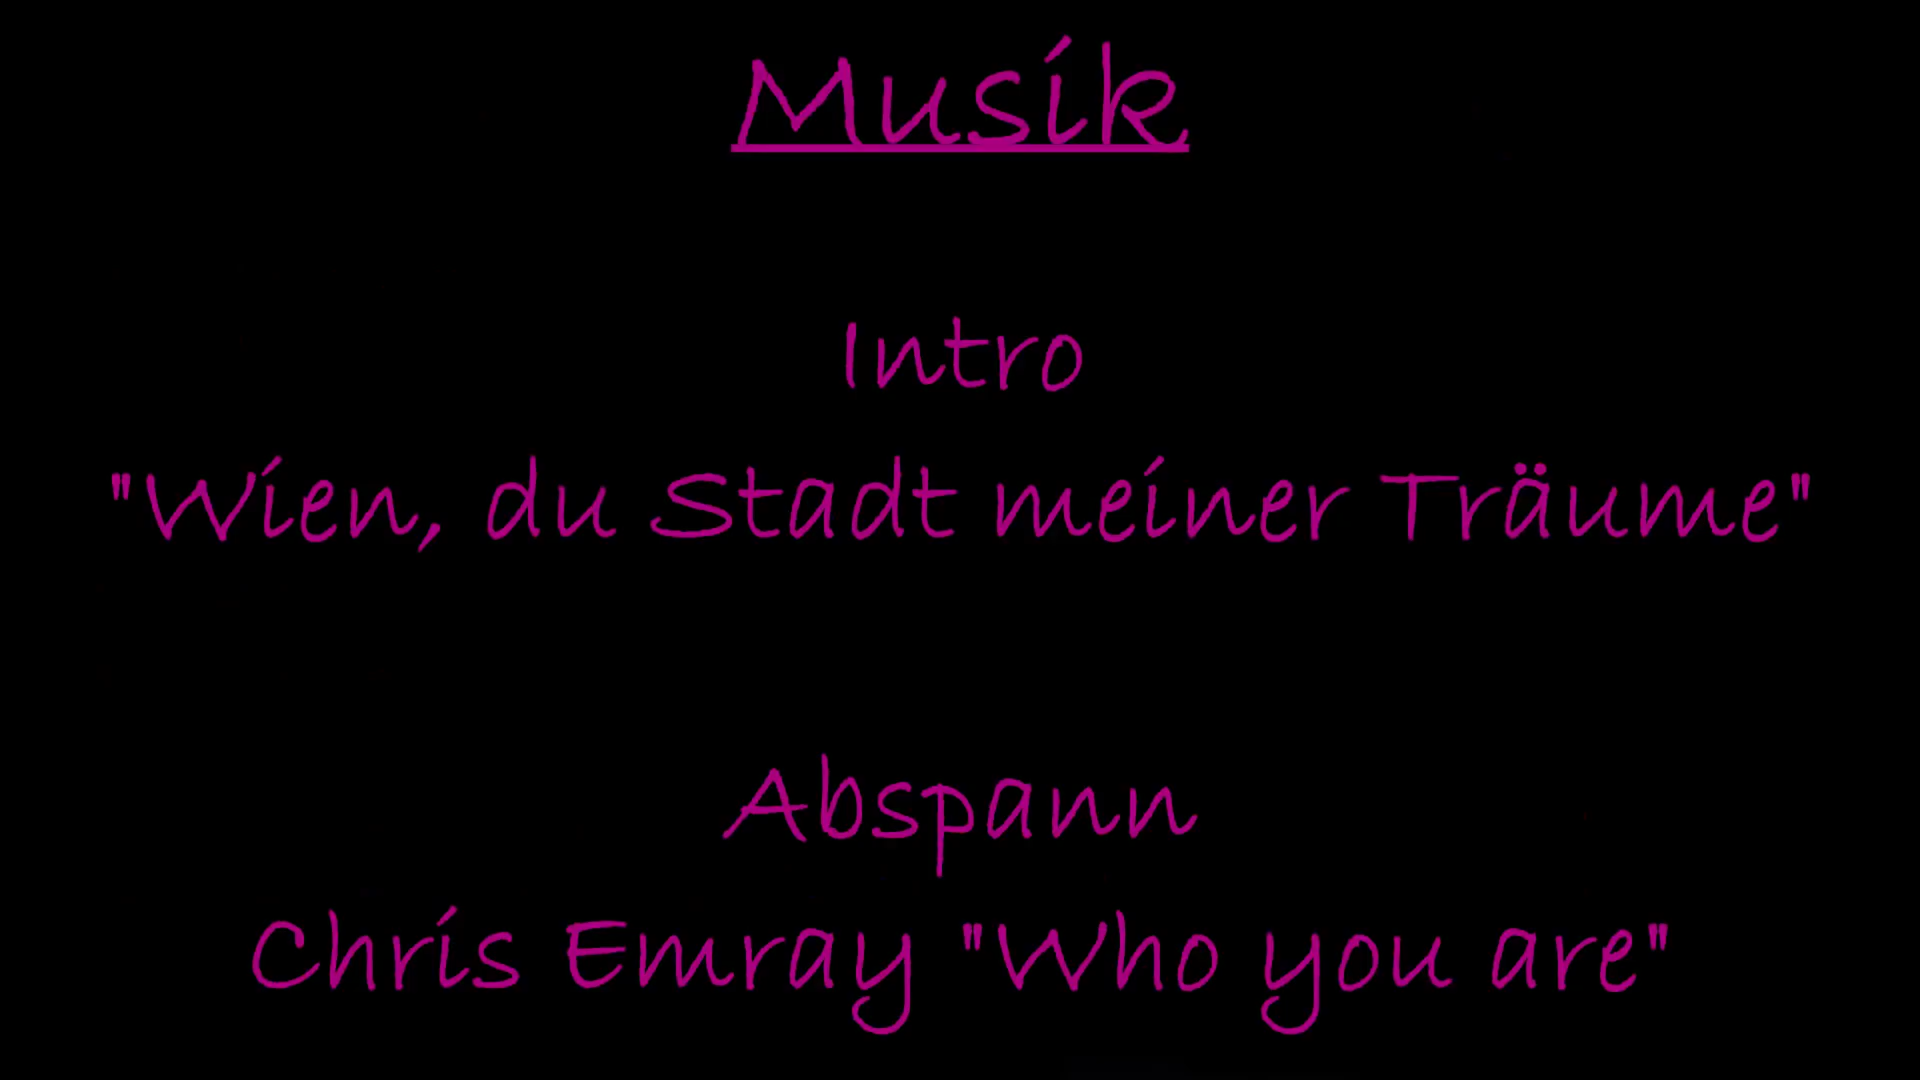 Musik
Intro
"Wien, du Stadt meiner Träume"
Abspann
Chris Emray "Who you are"